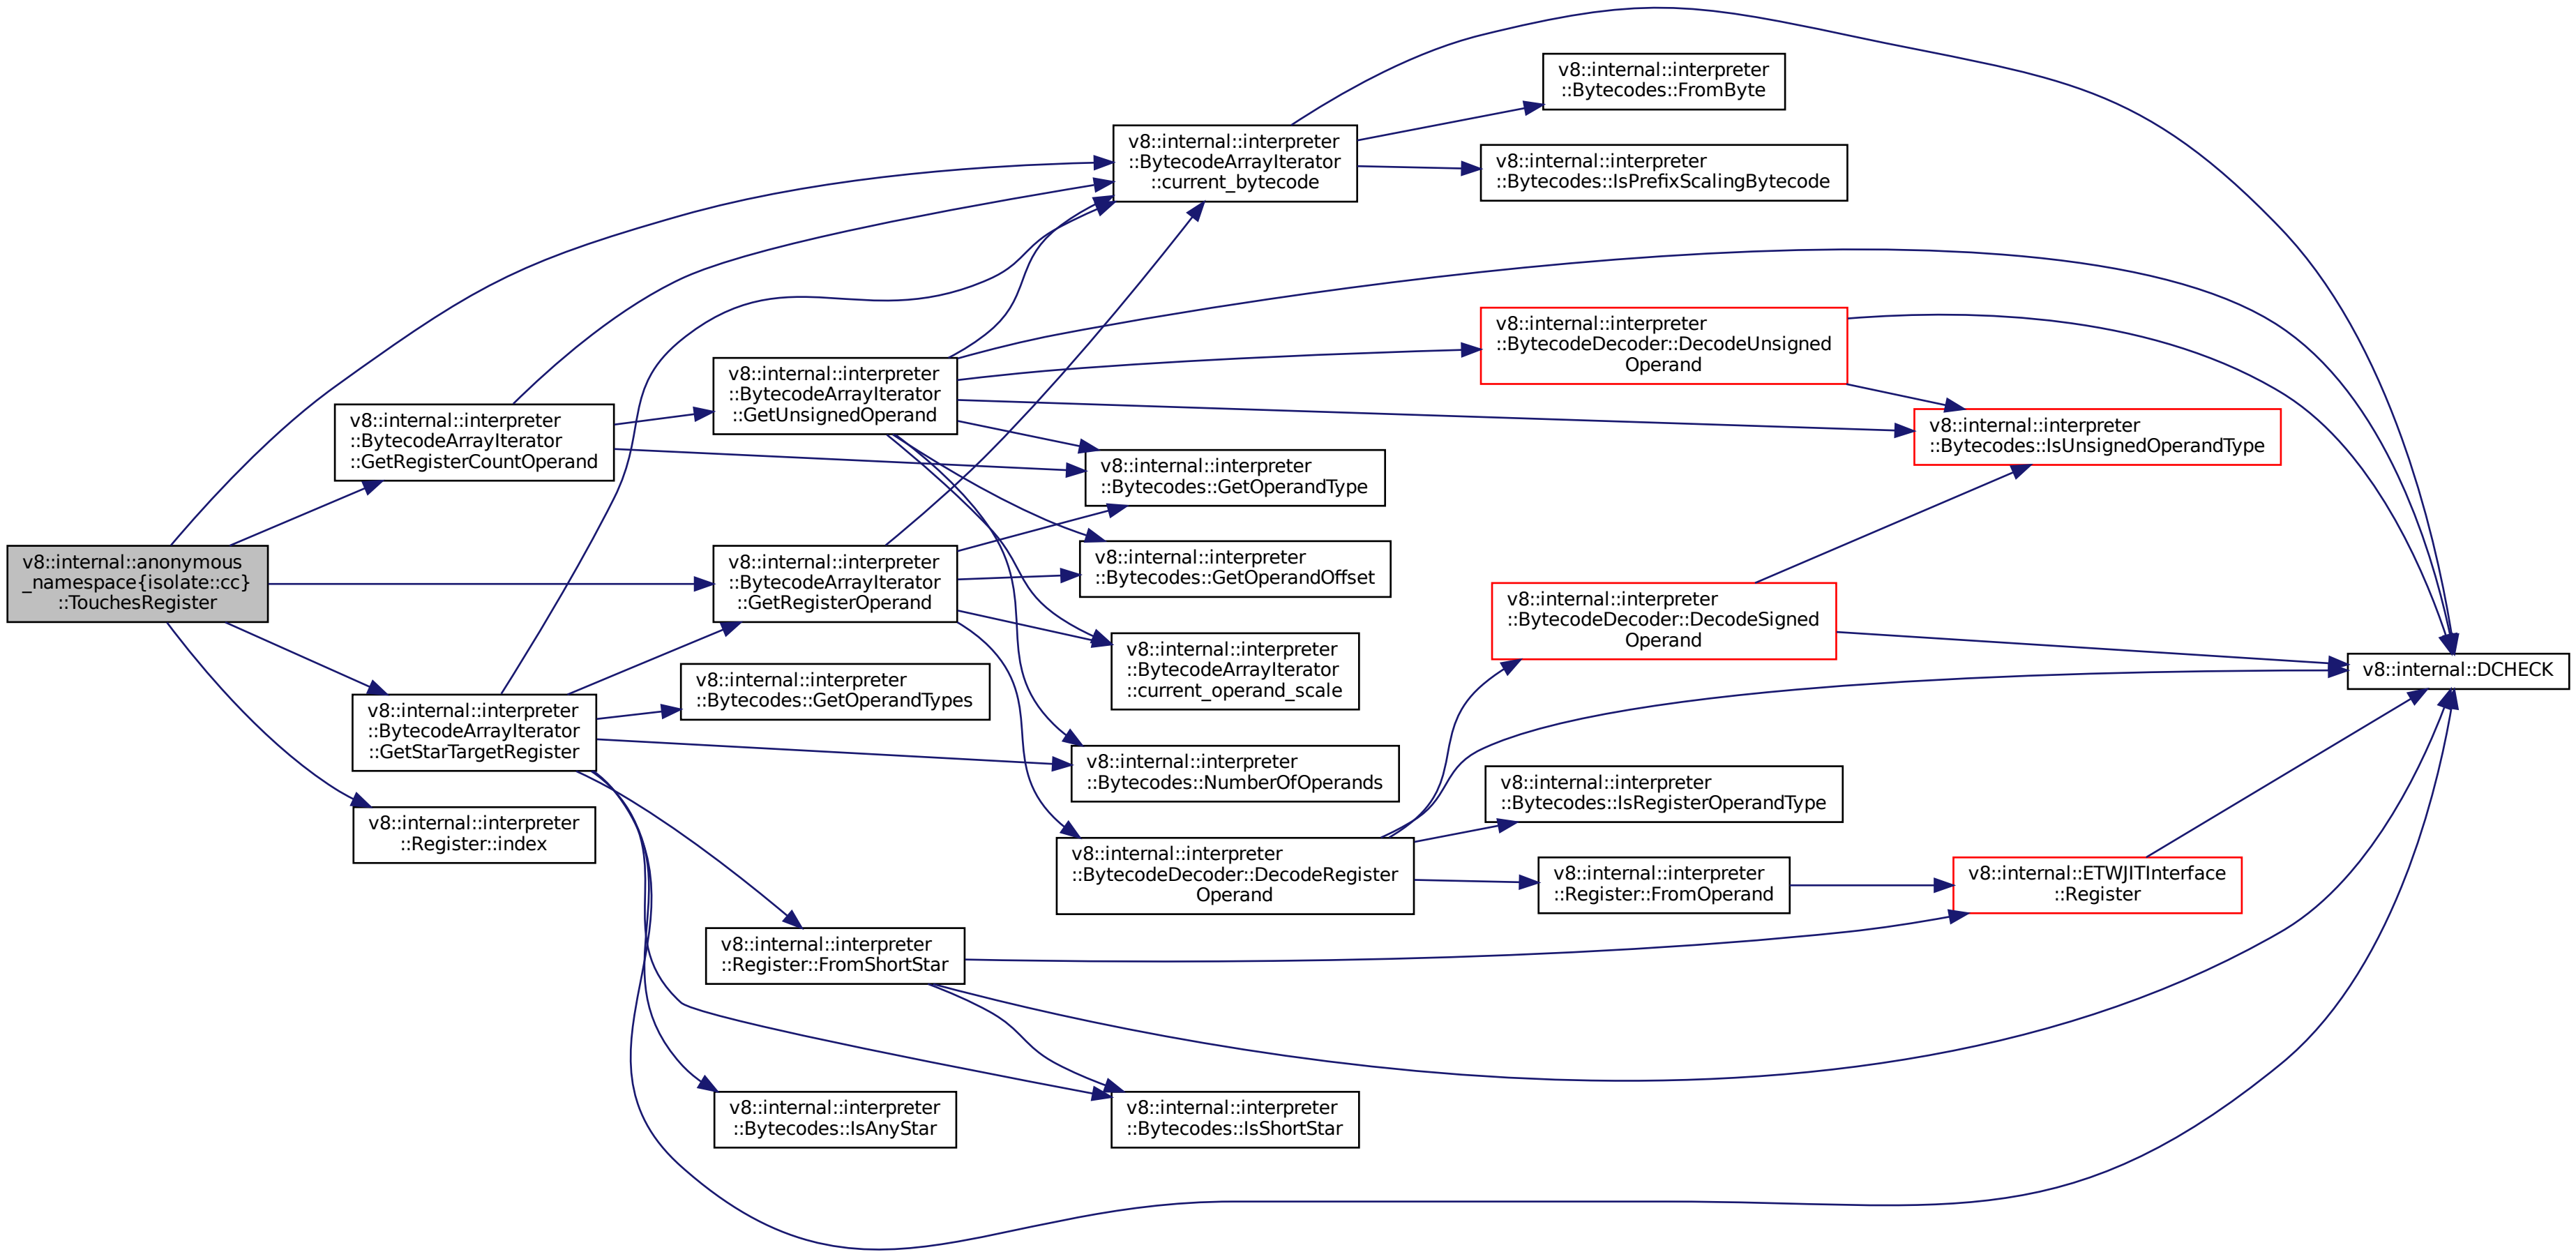 v8::internal::anonymous
_namespace{isolate::cc}
::TouchesRegister
v8::internal::interpreter
::BytecodeArrayIterator
::GetRegisterCountOperand
v8::internal::interpreter
::BytecodeArrayIterator
::GetStarTargetRegister
v8::internal::interpreter
::Register::index
v8::internal::interpreter
::BytecodeArrayIterator
::GetUnsignedOperand
v8::internal::interpreter
::BytecodeArrayIterator
::GetRegisterOperand
v8::internal::interpreter
::Bytecodes::GetOperandTypes
v8::internal::interpreter
::Register::FromShortStar
v8::internal::interpreter
::Bytecodes::IsAnyStar
v8::internal::interpreter
::BytecodeArrayIterator
::current_bytecode
v8::internal::interpreter
::Bytecodes::GetOperandType
v8::internal::interpreter
::Bytecodes::GetOperandOffset
v8::internal::interpreter
::BytecodeArrayIterator
::current_operand_scale
v8::internal::interpreter
::Bytecodes::NumberOfOperands
v8::internal::interpreter
::BytecodeDecoder::DecodeRegister
Operand
v8::internal::interpreter
::Bytecodes::IsShortStar
v8::internal::interpreter
::Bytecodes::FromByte
v8::internal::interpreter
::Bytecodes::IsPrefixScalingBytecode
v8::internal::interpreter
::BytecodeDecoder::DecodeUnsigned
Operand
v8::internal::interpreter
::BytecodeDecoder::DecodeSigned
Operand
v8::internal::interpreter
::Bytecodes::IsRegisterOperandType
v8::internal::interpreter
::Register::FromOperand
v8::internal::interpreter
::Bytecodes::IsUnsignedOperandType
v8::internal::ETWJITInterface
::Register
v8::internal::DCHECK